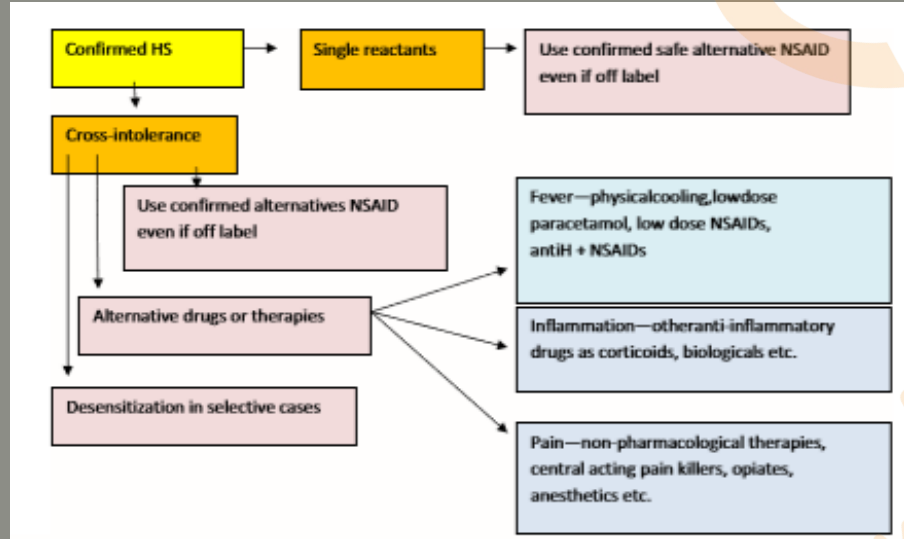 Confirmed HS
Single reactants
Use confirmed safe alternative NSAID
even if off label
Cross-intolerance
Use confirmed alternatives NSAID
even if off label
Alternative drugs or therapies
Desensitization in selective cases
Fever—physicalcooling,lowdose
paracetamol, low dose NSAIDs,
antiH + NSAIDs
Inflammation—otheranti-inflammatory
drugs as corticoids, biologicals etc.
Pain—non-pharmacological therapies,
central acting pain killers, opiates,
anesthetics etc.